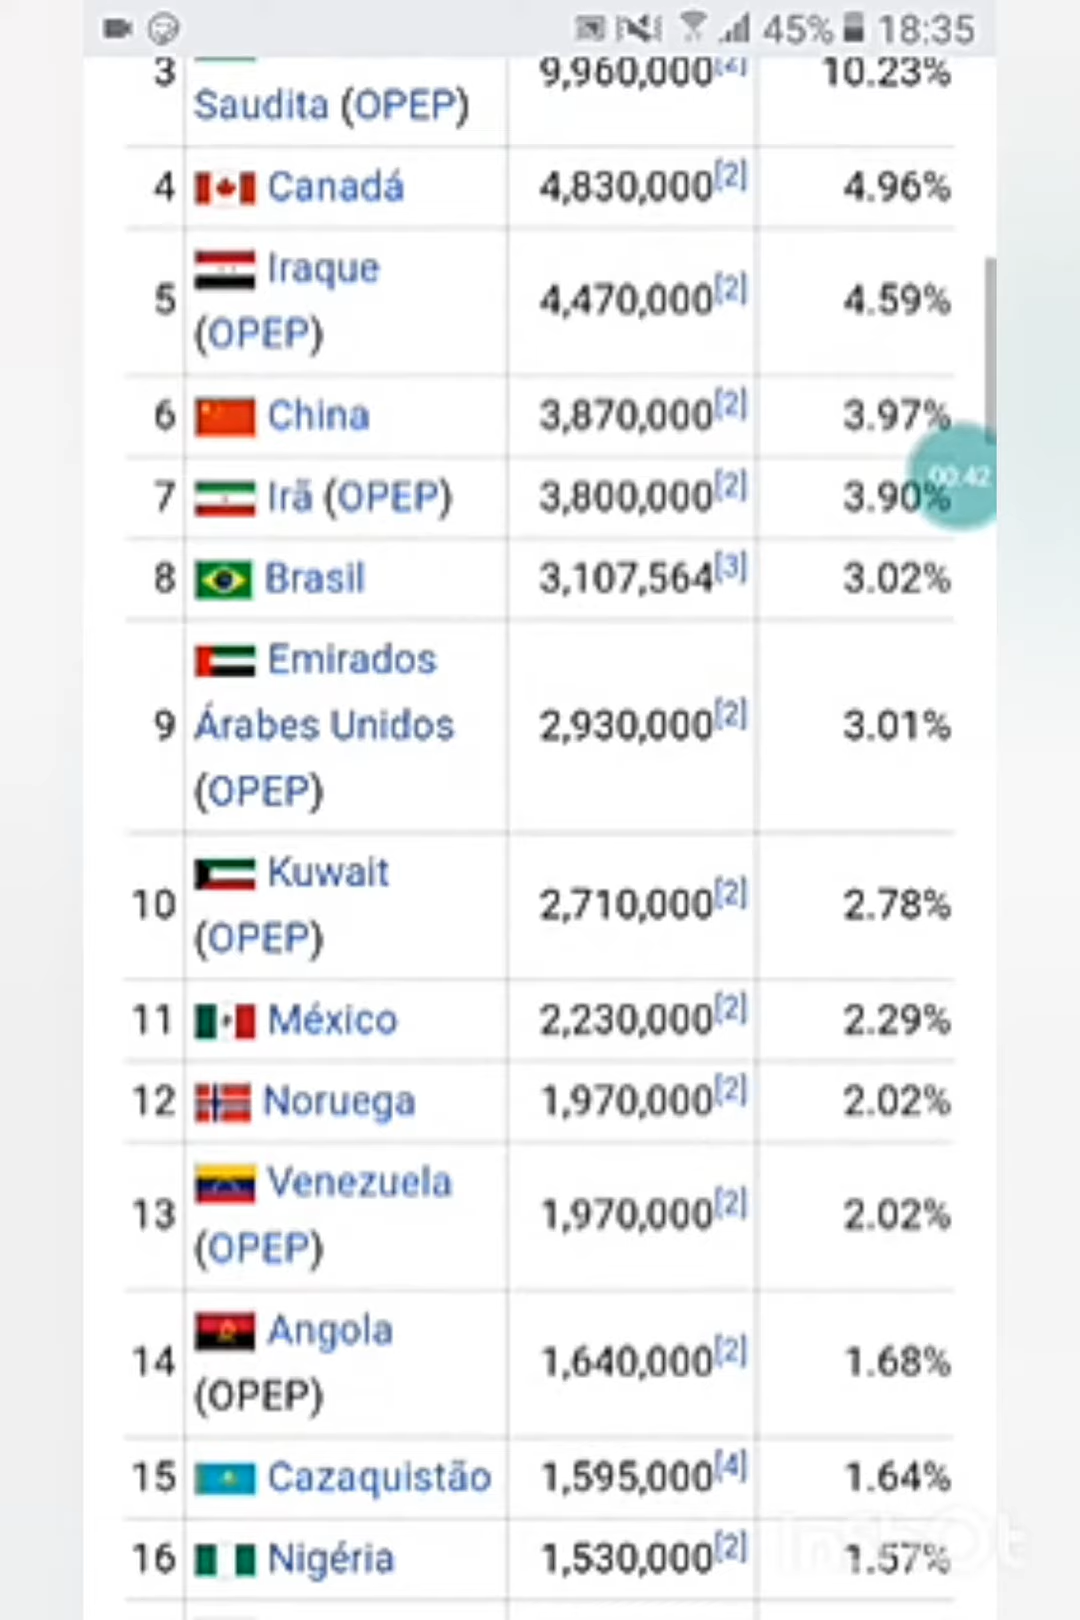 45% 18:35
3 Saudita (OPEP) 9,960,000[2] 10.23%
4 Canadá 4,830,000[2] 4.96%
5 Iraque (OPEP) 4,470,000[2] 4.59%
6 China 3,870,000[2] 3.97%
00:42
7 Irã (OPEP) 3,800,000[2] 3.90%
8 Brasil 3,107,564[3] 3.02%
9 Emirados Árabes Unidos (OPEP) 2,930,000[2] 3.01%
10 Kuwait (OPEP) 2,710,000[2] 2.78%
11 México 2,230,000[2] 2.29%
12 Noruega 1,970,000[2] 2.02%
13 Venezuela (OPEP) 1,970,000[2] 2.02%
14 Angola (OPEP) 1,640,000[2] 1.68%
15 Cazaquistão 1,595,000[4] 1.64%
16 Nigéria 1,530,000[2] 1.57%
InShOt